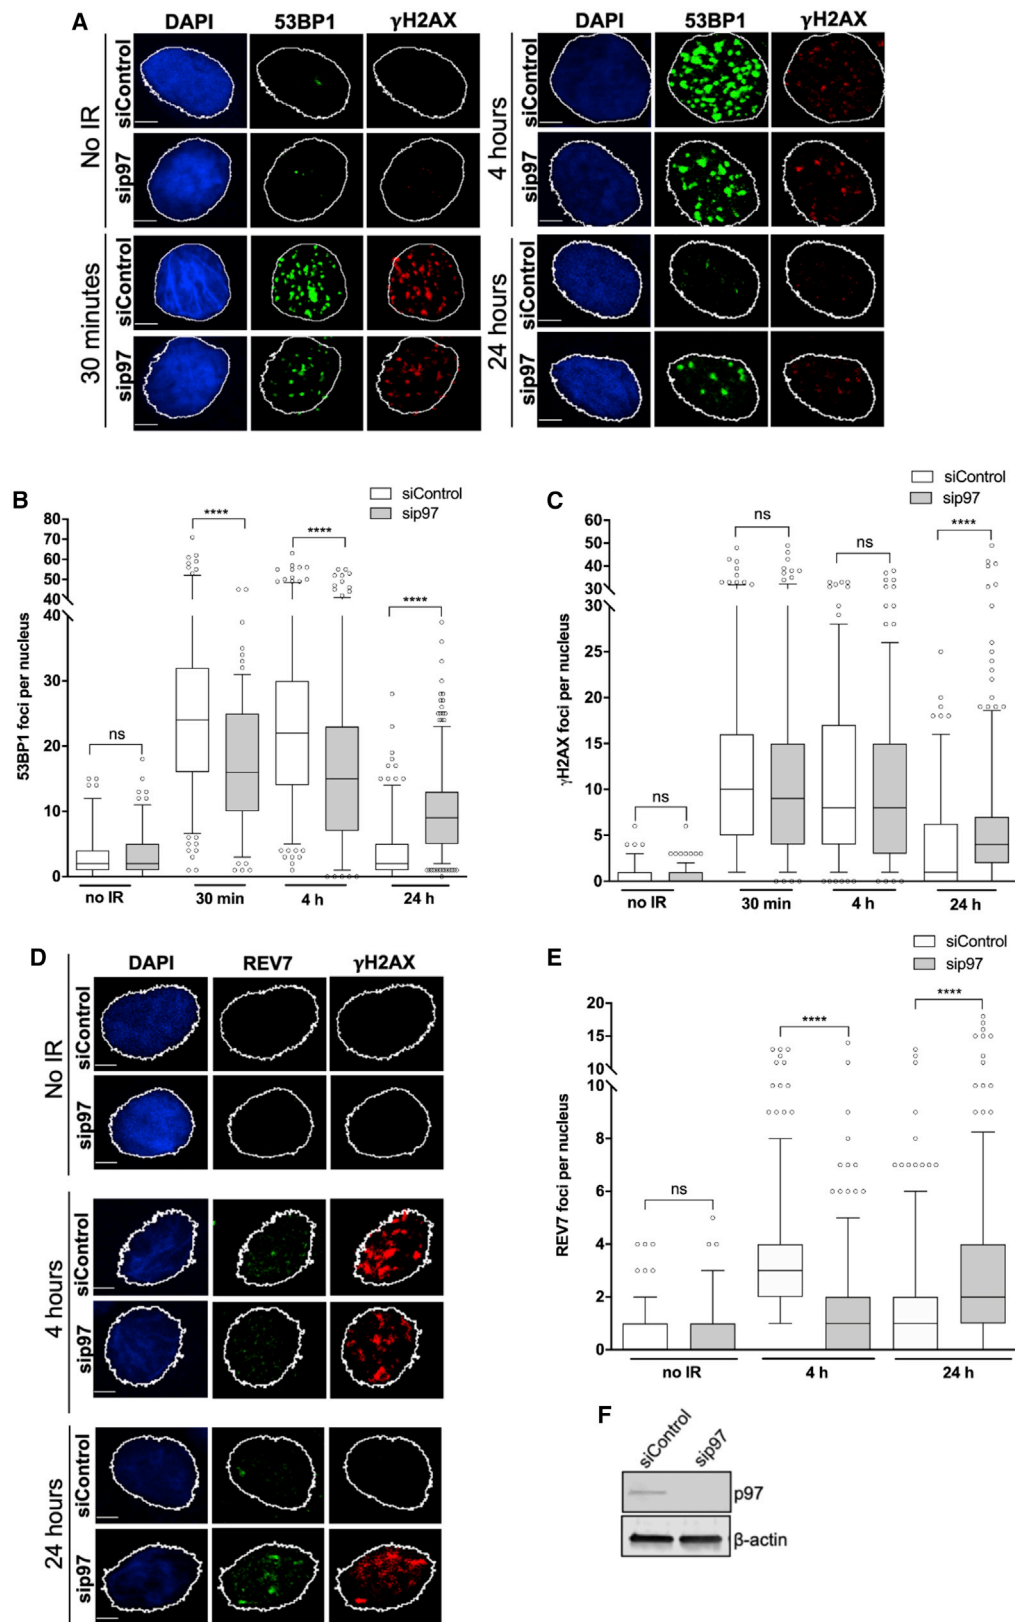 A
DAPI 53BP1 γH2AX
No IR
siControl
sip97
30 minutes
siControl
sip97
DAPI 53BP1 γH2AX
4 hours
siControl
sip97
24 hours
siControl
sip97
B
siControl
sip97
53BP1 foci per nucleus
80
70
60
50
40
40
30
20
10
0
ns
****
****
****
no IR 30 min 4 h 24 h
C
siControl
sip97
γH2AX foci per nucleus
60
50
40
30
30
25
20
15
10
5
0
ns
ns
ns
****
no IR 30 min 4 h 24 h
D
DAPI REV7 γH2AX
No IR
siControl
sip97
4 hours
siControl
sip97
24 hours
siControl
sip97
E
siControl
sip97
REV7 foci per nucleus
20
15
10
10
8
6
4
2
0
ns
****
****
no IR 4 h 24 h
F
siControl sip97
p97
β-actin